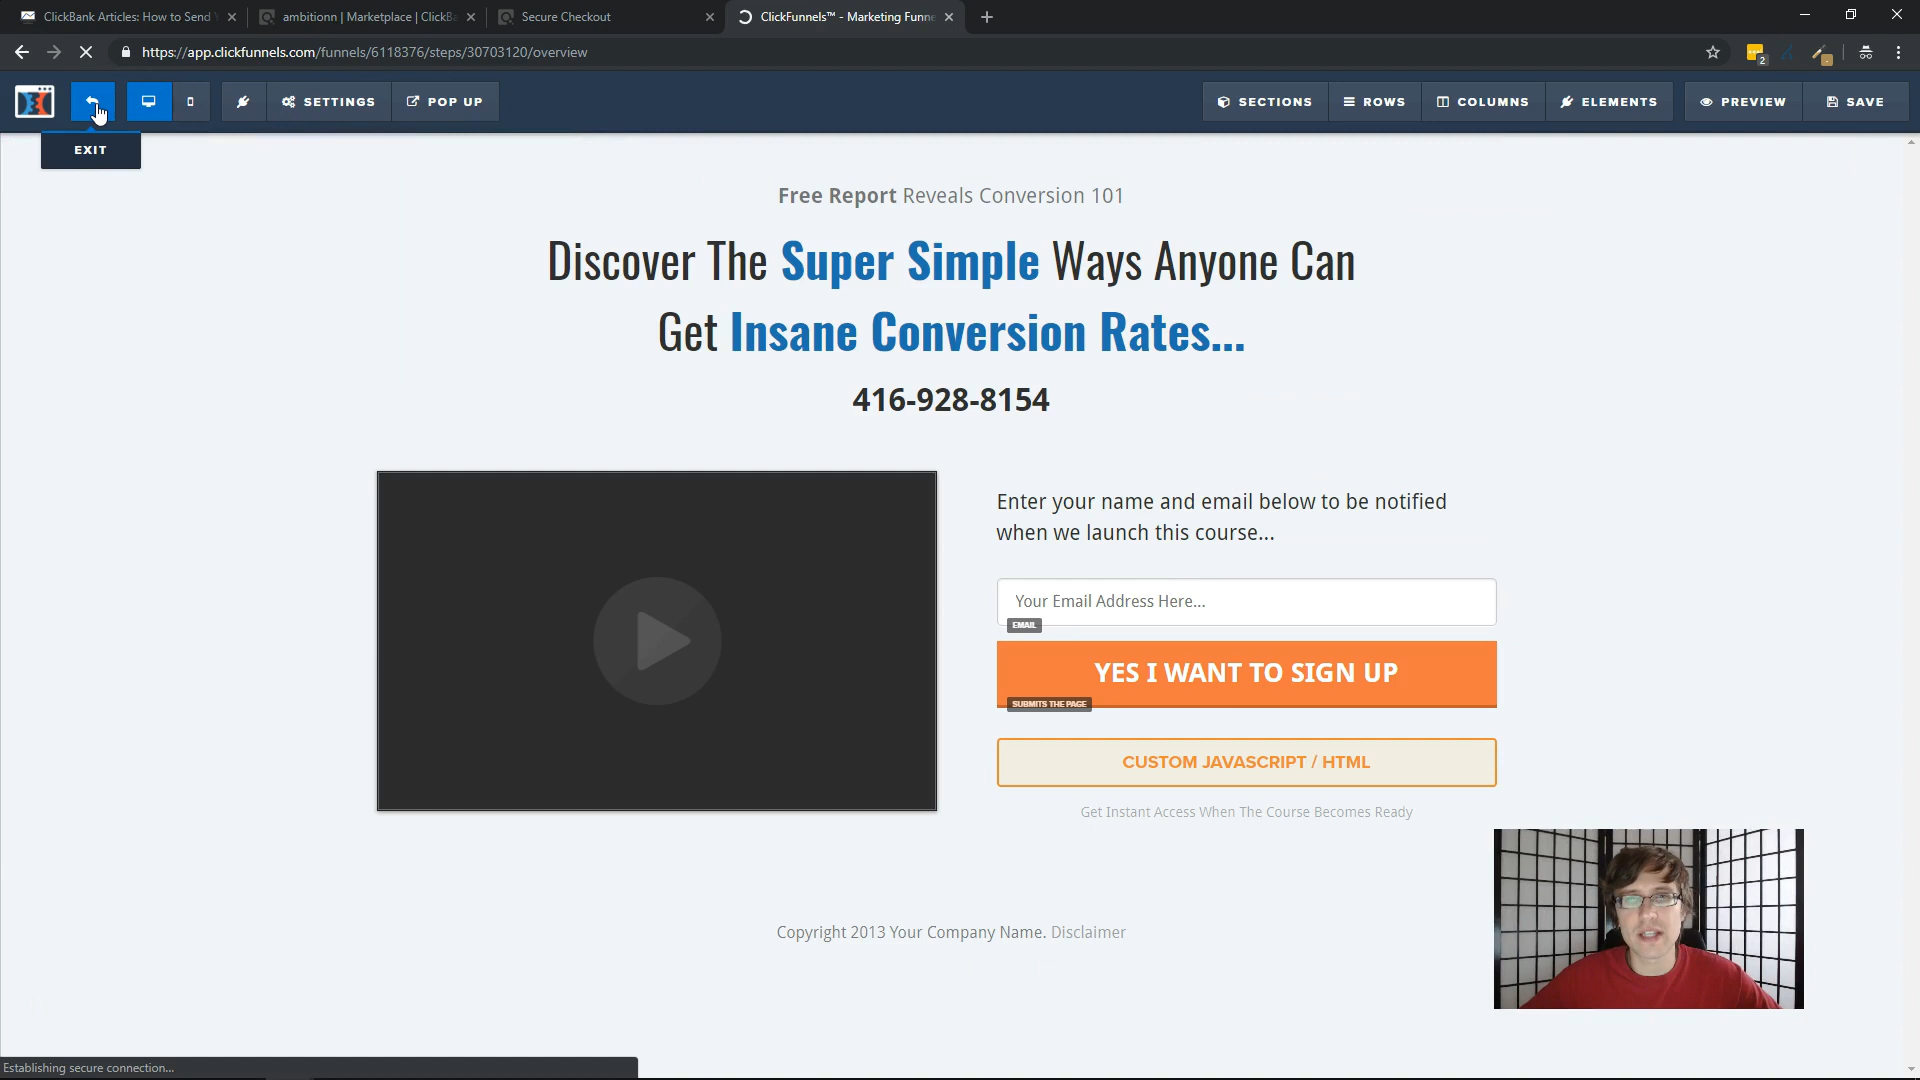 ClickBank Articles: How to Send Y
ambitionn | Marketplace | ClickBa
Secure Checkout
ClickFunnels™ - Marketing Funne
https://app.clickfunnels.com/funnels/6118376/steps/30703120/overview
2
SETTINGS
POP UP
SECTIONS
ROWS
COLUMNS
ELEMENTS
PREVIEW
SAVE
EXIT
Free Report Reveals Conversion 101
Discover The Super Simple Ways Anyone Can
Get Insane Conversion Rates...
416-928-8154
Enter your name and email below to be notified
when we launch this course...
Your Email Address Here...
EMAIL
YES I WANT TO SIGN UP
SUBMITS THE PAGE
CUSTOM JAVASCRIPT / HTML
Get Instant Access When The Course Becomes Ready
Copyright 2013 Your Company Name. Disclaimer
Establishing secure connection...